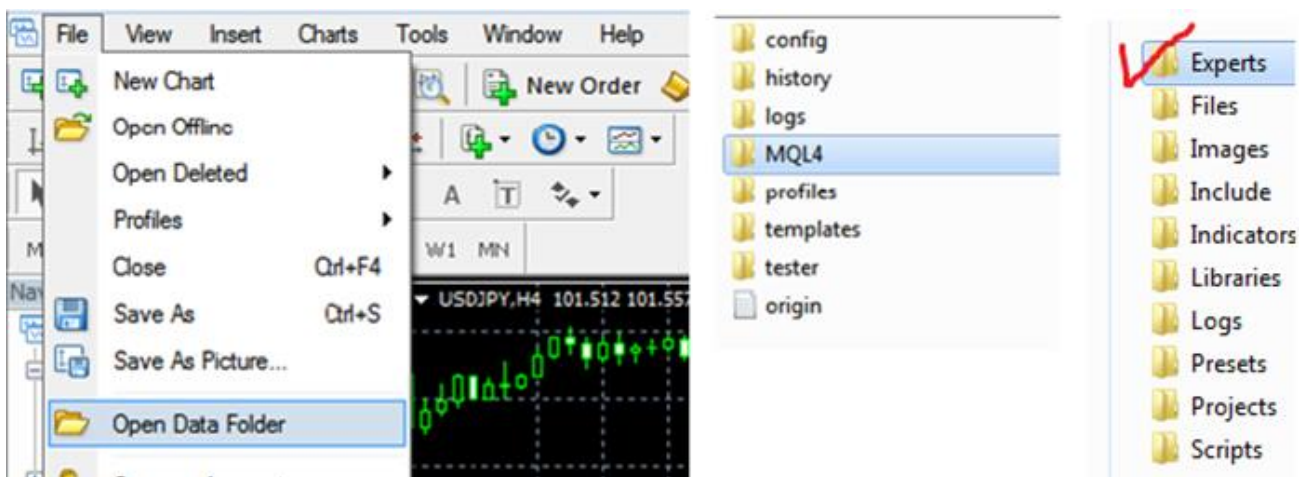 File View Insert Charts Tools Window Help
New Chart
New Order
Open Offline
Open Deleted
A T
Profiles
W1 MN
Close Ctrl+F4
USDJPY,H4 101.512 101.557
Save As Ctrl+S
Save As Picture...
Open Data Folder
config
history
logs
MQL4
profiles
templates
tester
origin
Experts
Files
Images
Include
Indicators
Libraries
Logs
Presets
Projects
Scripts